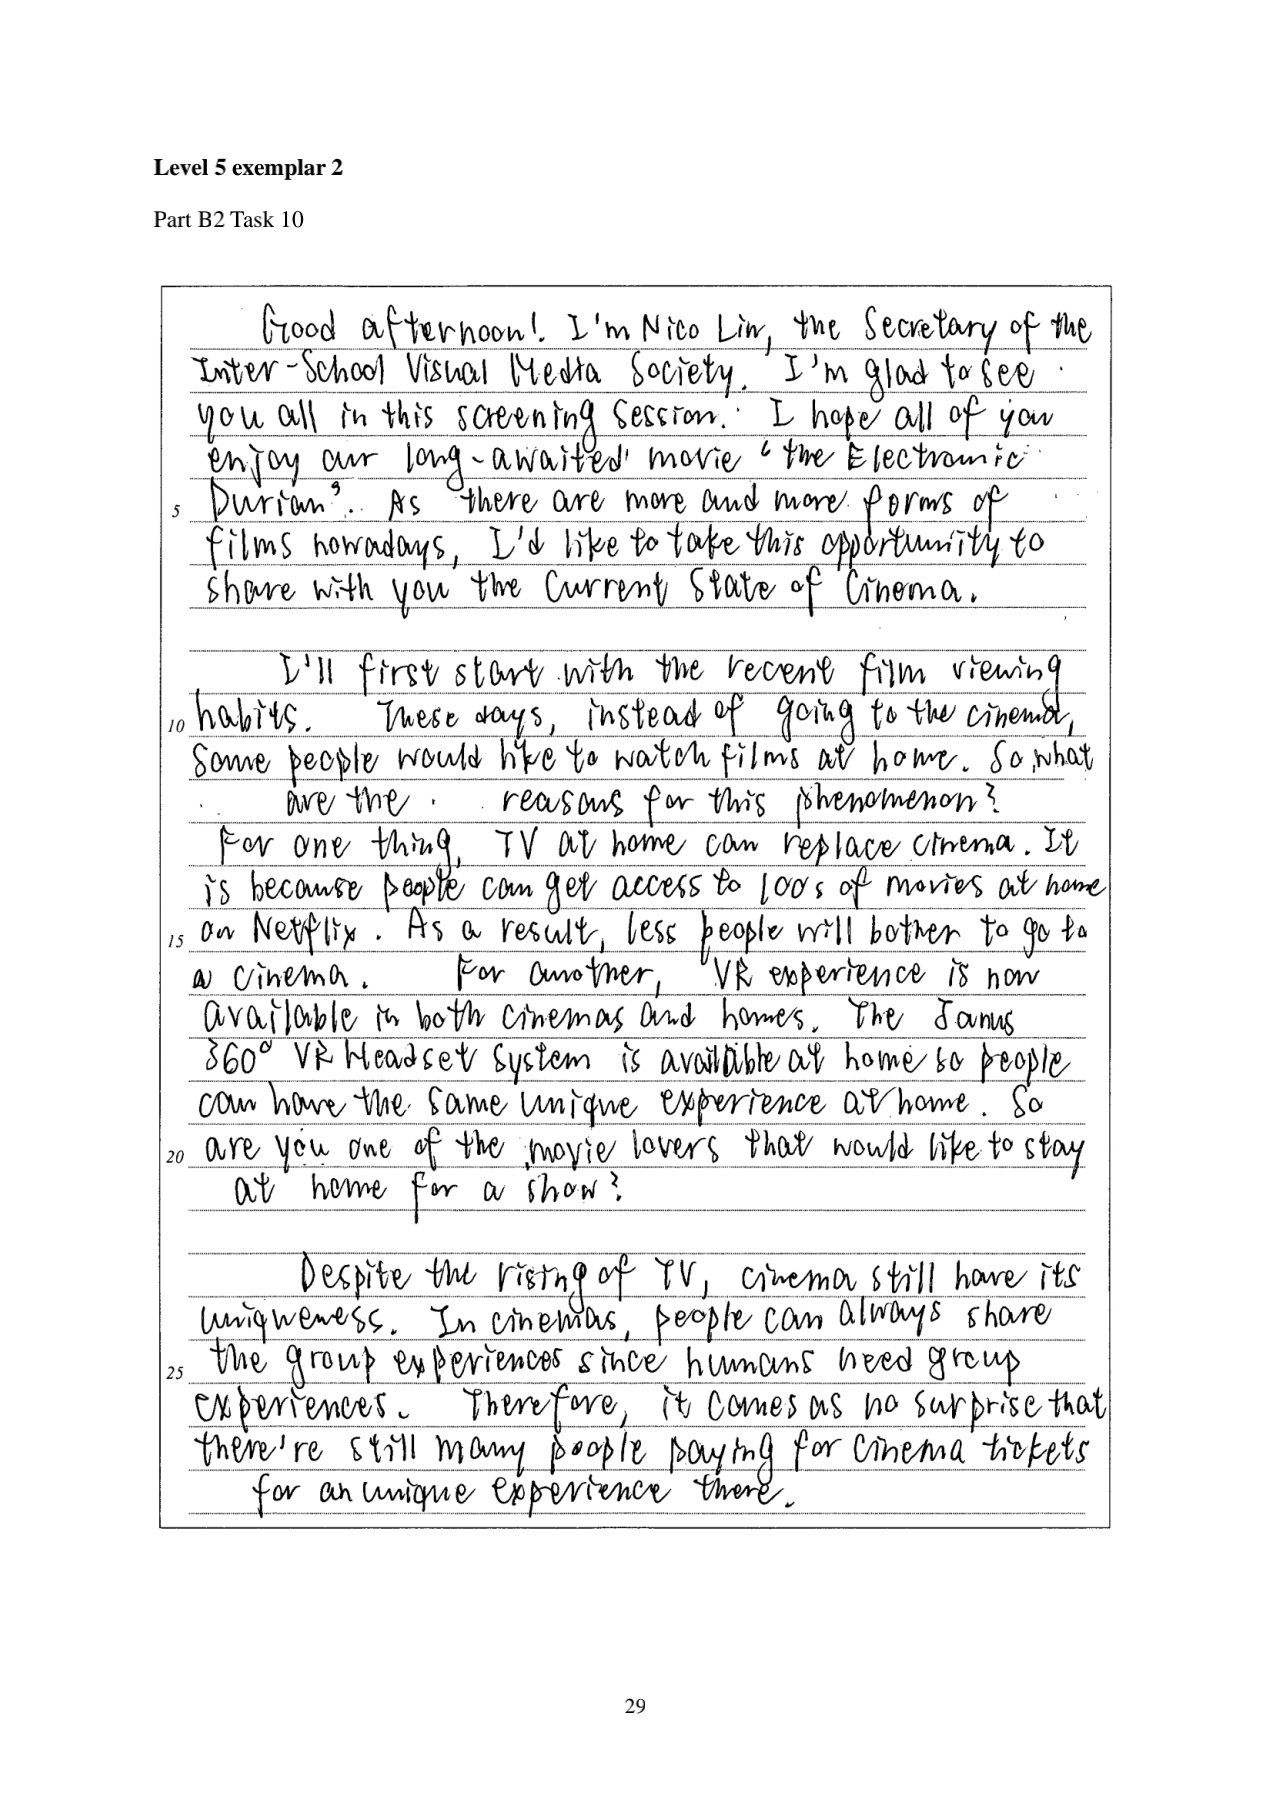 Level 5 exemplar 2
Part B2 Task 10
Good afternoon! I'm Nico Lin, the Secretary of the
Inter-School Visual Media Society. I'm glad to see
you all in this screening session. I hope all of you
enjoy our long-awaited movie ‘the Electronic
5 Durian’. As there are more and more forms of
films nowadays, I'd like to take this opportuniity to
share with you the Current State of Cinema.
I'll first start with the recent film viewing
10 habits. These days, instead of going to the cinema,
some people would like to watch films at home. So what
are the reasons for this phenomenon?
For one thing, TV at home can replace cinema. It
is because people can get access to 100s of movies at home
15 on Netflix. As a result, less people will bother to go to
a cinema. For another, VR experience is now
available in both cinemas and homes. The Janus
360° VR Headset System is available at home so people
can have the same unique experience at home. So
20 are you one of the movie lovers that would like to stay
at home for a show?
Despite the rising of TV, cinema still have its
uniqueness. In cinemas, people can always share
25 the group experiences since humans need group
experiences. Therefore, it comes as no surprise that
there're still many people paying for cinema tickets
for an unique experience there.
29